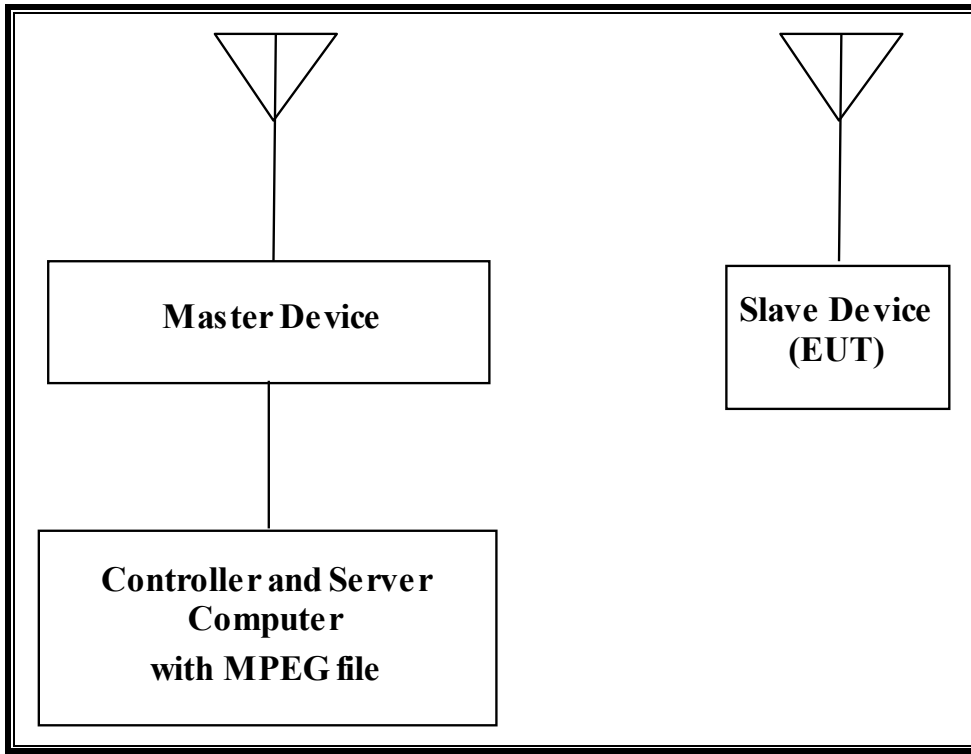 Master Device
Slave Device
(EUT)
Controller and Server
Computer
with MPEG file